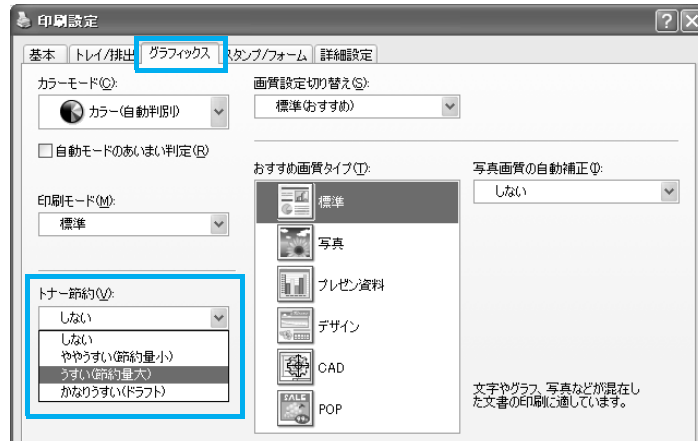 印刷設定
基本 トレイ/排出 グラフィックス スタンプ/フォーム 詳細設定
カラーモード(C):
カラー(自動判別)
自動モードのあいまい判定(R)
印刷モード(M):
標準
トナー節約(V):
しない
しない
ややうすい(節約量小)
うすい(節約量大)
かなりうすい(ドラフト)
画質設定切り替え(S):
標準(おすすめ)
おすすめ画質タイプ(T):
標準
写真
プレゼン資料
デザイン
CAD
SALE
POP
写真画質の自動補正(I):
しない
文字やグラフ、写真などが混在し
た文書の印刷に適しています。